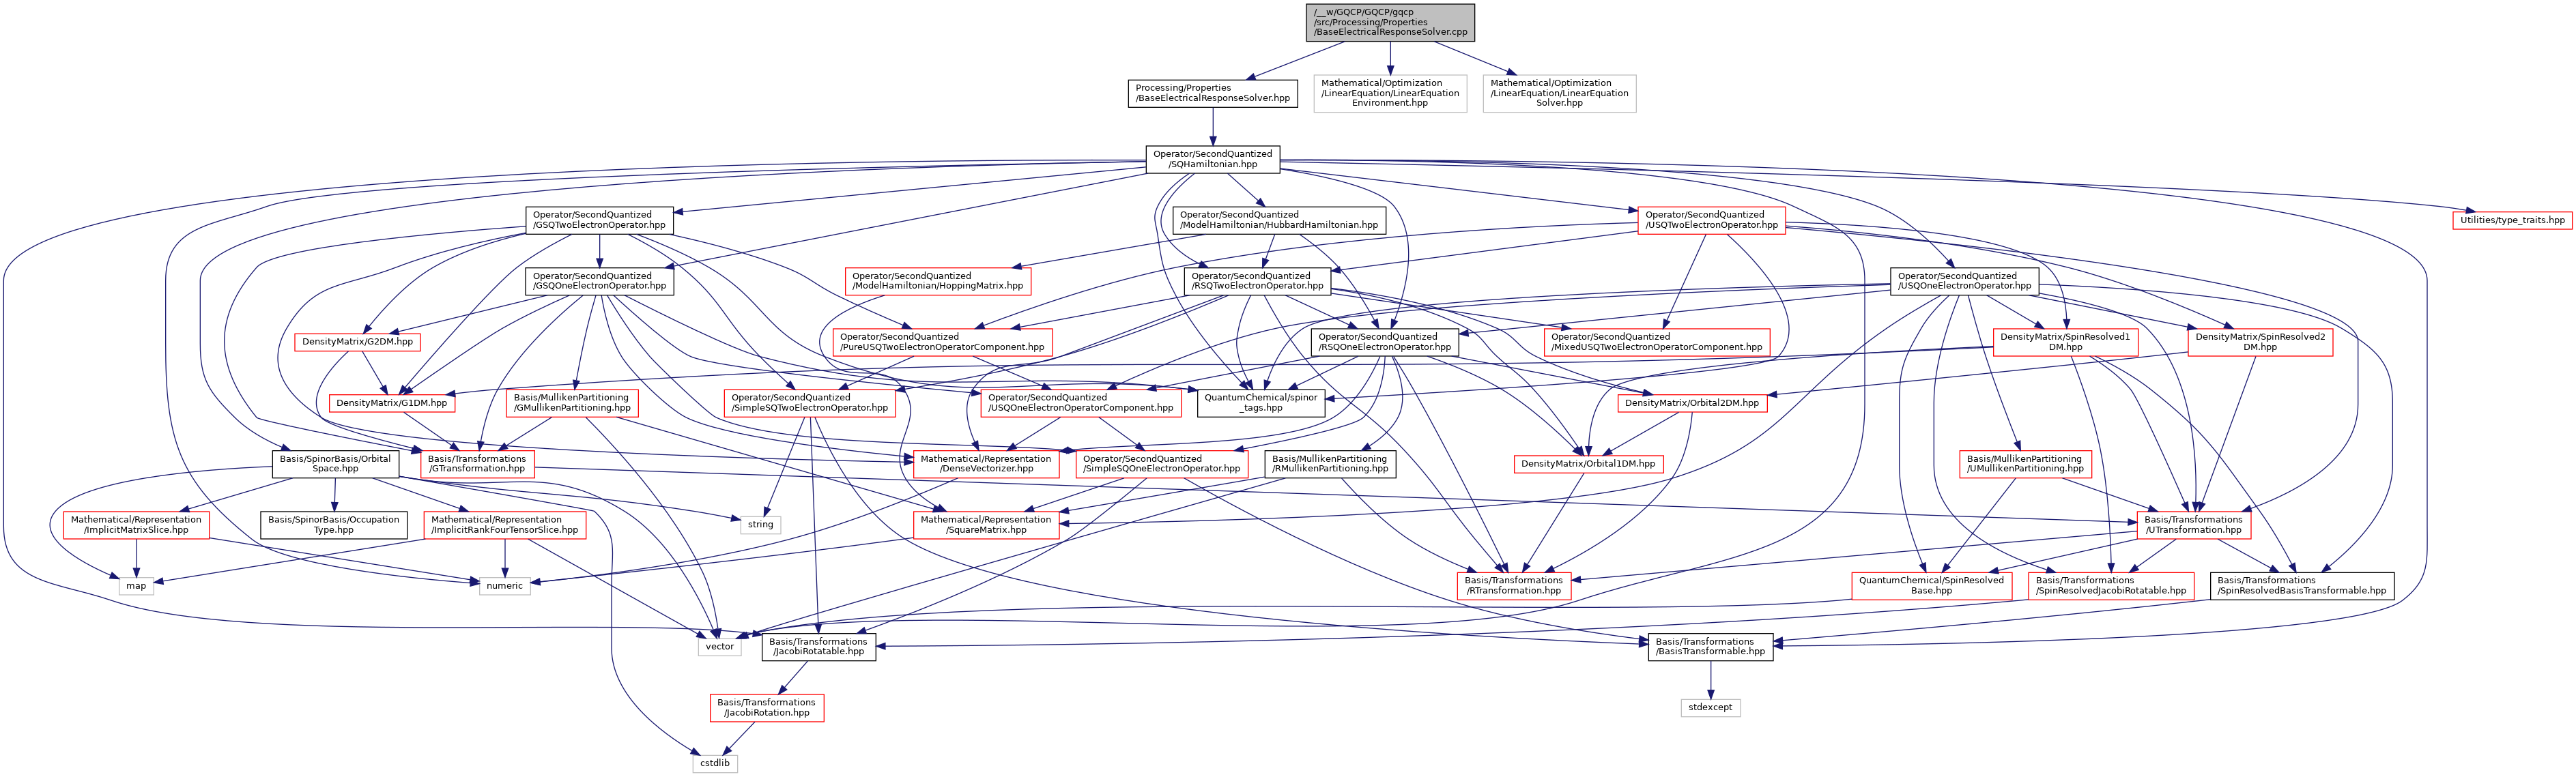 /__w/GQCP/GQCP/gqcp
/src/Processing/Properties
/BaseElectricalResponseSolver.cpp
Processing/Properties
/BaseElectricalResponseSolver.hpp
Mathematical/Optimization
/LinearEquation/LinearEquation
Environment.hpp
Mathematical/Optimization
/LinearEquation/LinearEquation
Solver.hpp
Operator/SecondQuantized
/SQHamiltonian.hpp
Operator/SecondQuantized
/GSQTwoElectronOperator.hpp
Operator/SecondQuantized
/ModelHamiltonian/HubbardHamiltonian.hpp
Operator/SecondQuantized
/USQTwoElectronOperator.hpp
Utilities/type_traits.hpp
Operator/SecondQuantized
/GSQOneElectronOperator.hpp
Operator/SecondQuantized
/ModelHamiltonian/HoppingMatrix.hpp
Operator/SecondQuantized
/RSQTwoElectronOperator.hpp
Operator/SecondQuantized
/USQOneElectronOperator.hpp
DensityMatrix/G2DM.hpp
Operator/SecondQuantized
/PureUSQTwoElectronOperatorComponent.hpp
Operator/SecondQuantized
/RSQOneElectronOperator.hpp
Operator/SecondQuantized
/MixedUSQTwoElectronOperatorComponent.hpp
DensityMatrix/SpinResolved1
DM.hpp
DensityMatrix/SpinResolved2
DM.hpp
DensityMatrix/G1DM.hpp
Basis/MullikenPartitioning
/GMullikenPartitioning.hpp
Operator/SecondQuantized
/SimpleSQTwoElectronOperator.hpp
Operator/SecondQuantized
/USQOneElectronOperatorComponent.hpp
QuantumChemical/spinor
_tags.hpp
DensityMatrix/Orbital2DM.hpp
Basis/SpinorBasis/Orbital
Space.hpp
Basis/Transformations
/GTransformation.hpp
Mathematical/Representation
/DenseVectorizer.hpp
Operator/SecondQuantized
/SimpleSQOneElectronOperator.hpp
Basis/MullikenPartitioning
/RMullikenPartitioning.hpp
DensityMatrix/Orbital1DM.hpp
Basis/MullikenPartitioning
/UMullikenPartitioning.hpp
Mathematical/Representation
/ImplicitMatrixSlice.hpp
Basis/SpinorBasis/Occupation
Type.hpp
Mathematical/Representation
/ImplicitRankFourTensorSlice.hpp
string
Mathematical/Representation
/SquareMatrix.hpp
Basis/Transformations
/UTransformation.hpp
map
numeric
Basis/Transformations
/RTransformation.hpp
QuantumChemical/SpinResolved
Base.hpp
Basis/Transformations
/SpinResolvedJacobiRotatable.hpp
Basis/Transformations
/SpinResolvedBasisTransformable.hpp
vector
Basis/Transformations
/JacobiRotatable.hpp
Basis/Transformations
/BasisTransformable.hpp
Basis/Transformations
/JacobiRotation.hpp
stdexcept
cstdlib